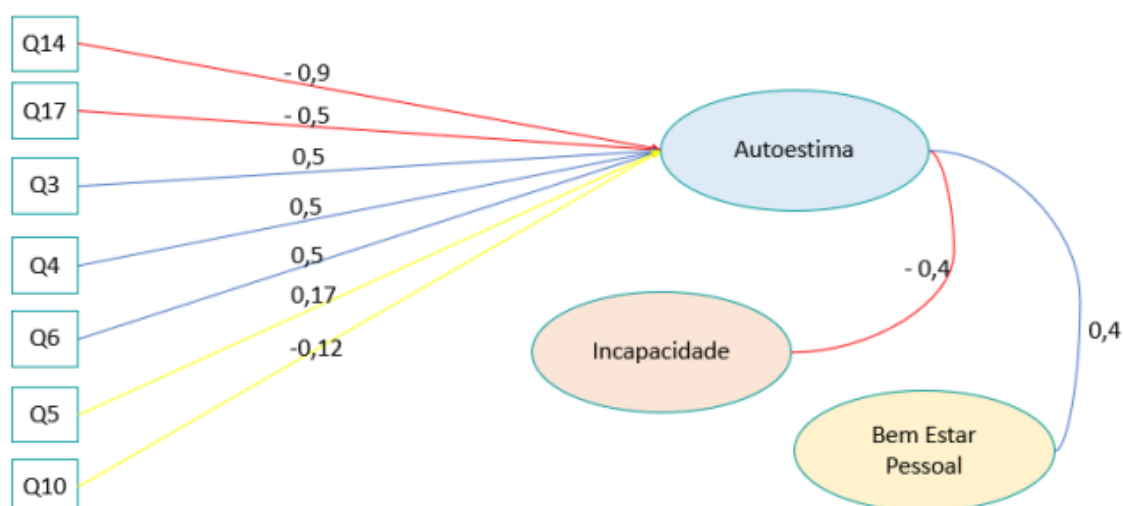 Q14
- 0,9
Q17
- 0,5
Q3
0,5
Q4
0,5
Q6
0,5
Q5
0,17
Q10
-0,12
Autoestima
- 0,4
Incapacidade
0,4
Bem Estar
Pessoal